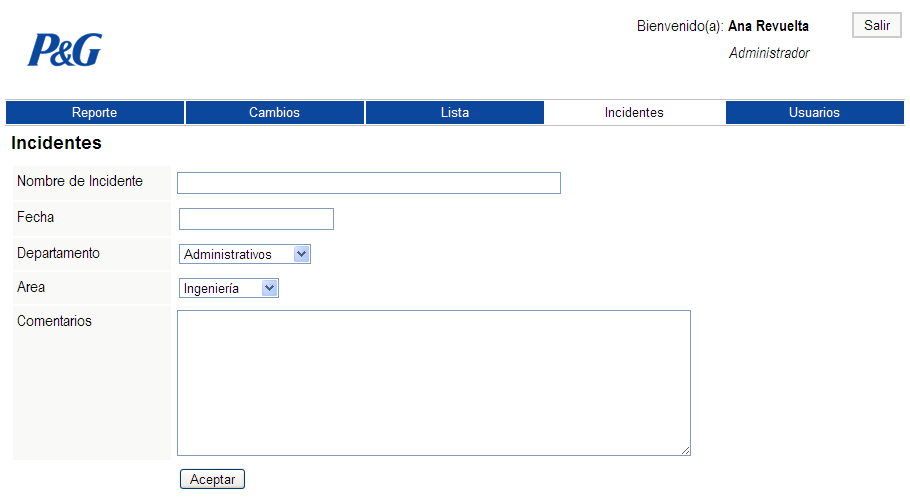 P&G
Bienvenido(a): Ana Revuelta
Salir
Administrador
Reporte Cambios Lista Incidentes Usuarios
Incidentes
Nombre de Incidente
Fecha
Departamento Administrativos
Area Ingeniería
Comentarios
Aceptar